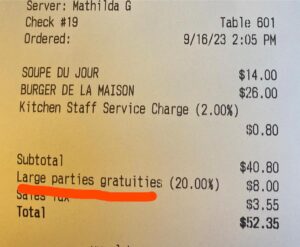 Server: Mathilda G
Check #19 Table 601
Ordered: 9/16/23 2:05 PM
SOUPE DU JOUR $14.00
BURGER DE LA MAISON $26.00
Kitchen Staff Service Charge (2.00%)
$0.80
Subtotal $40.80
Large parties gratuities (20.00%) $8.00
Sales Tax $3.55
Total $52.35